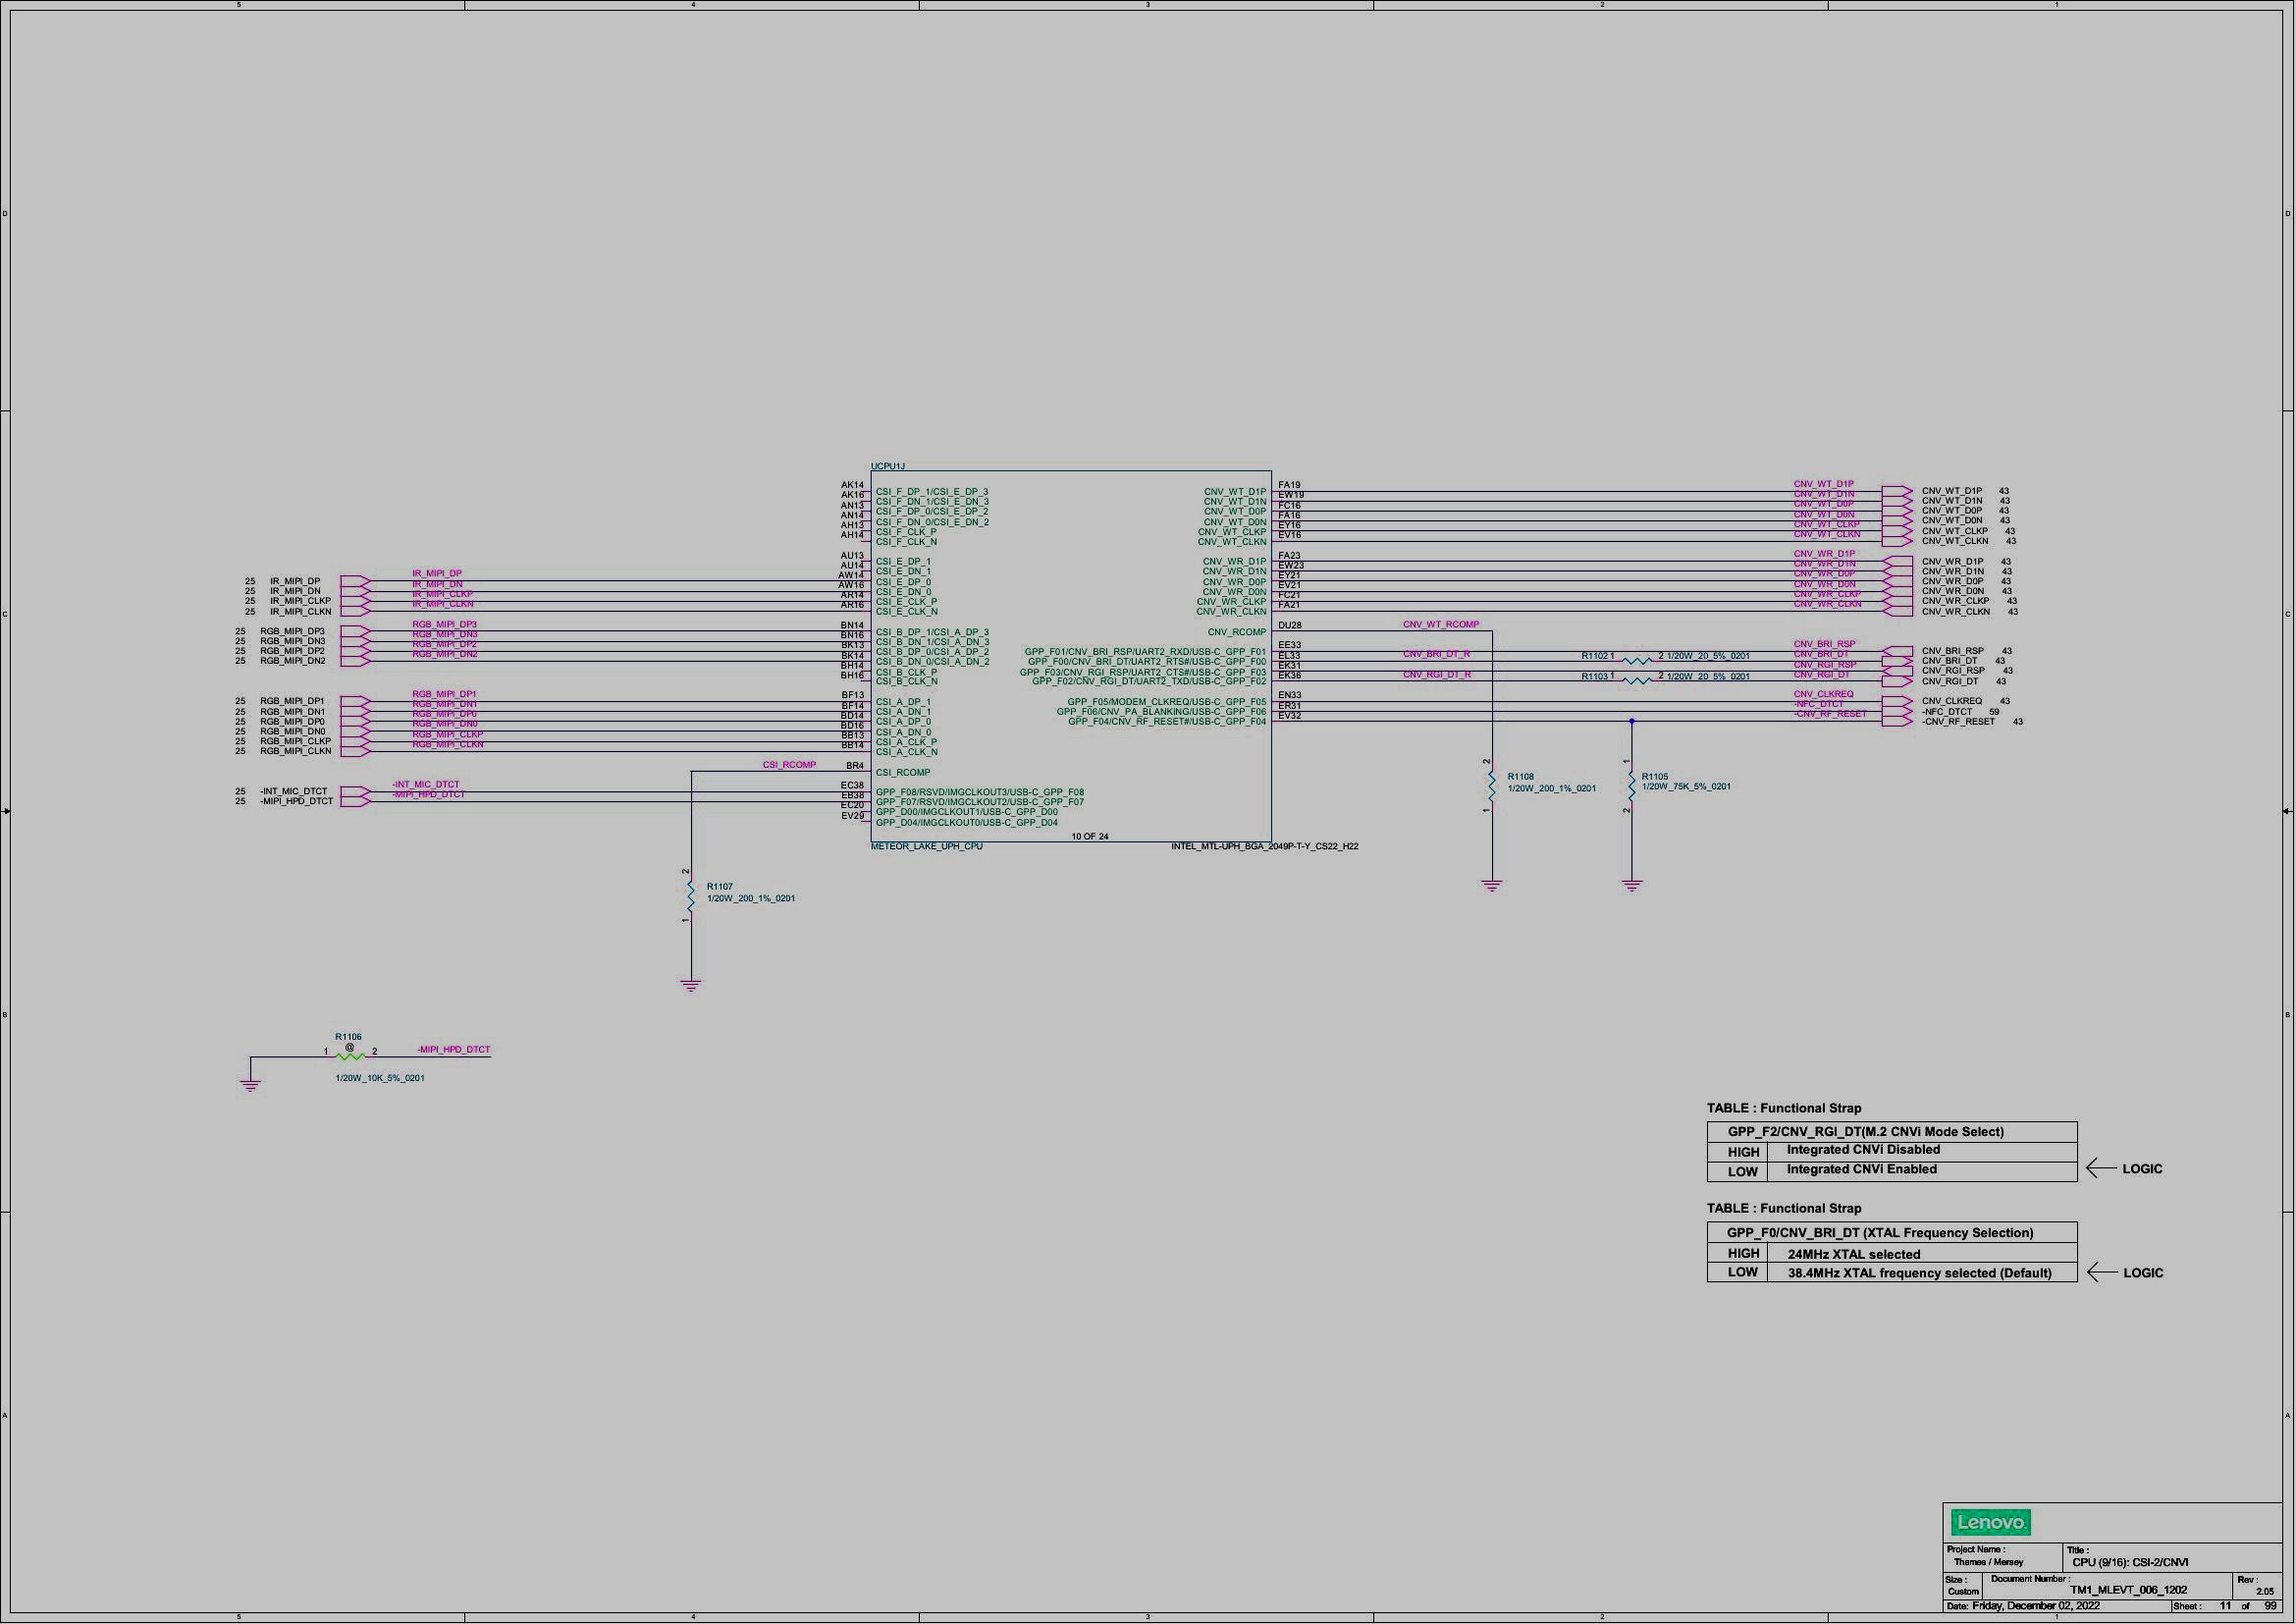 5 4 3 2 1
D D
C C
B B
A A
UCPU1J
AK14 CSI_F_DP_1/CSI_E_DP_3
AK16 CSI_F_DN_1/CSI_E_DN_3
AN13 CSI_F_DP_0/CSI_E_DP_2
AN14 CSI_F_DN_0/CSI_E_DN_2
AH13 CSI_F_CLK_P
AH14 CSI_F_CLK_N
AU13 CSI_E_DP_1
AU14 CSI_E_DN_1
25 IR_MIPI_DP IR_MIPI_DP AW14 CSI_E_DP_0
25 IR_MIPI_DN IR_MIPI_DN AW16 CSI_E_DN_0
25 IR_MIPI_CLKP IR_MIPI_CLKP AR14 CSI_E_CLK_P
25 IR_MIPI_CLKN IR_MIPI_CLKN AR16 CSI_E_CLK_N
25 RGB_MIPI_DP3 RGB_MIPI_DP3 BN14 CSI_B_DP_1/CSI_A_DP_3
25 RGB_MIPI_DN3 RGB_MIPI_DN3 BN16 CSI_B_DN_1/CSI_A_DN_3
25 RGB_MIPI_DP2 RGB_MIPI_DP2 BK13 CSI_B_DP_0/CSI_A_DP_2
25 RGB_MIPI_DN2 RGB_MIPI_DN2 BK14 CSI_B_DN_0/CSI_A_DN_2
BH14 CSI_B_CLK_P
BH16 CSI_B_CLK_N
25 RGB_MIPI_DP1 RGB_MIPI_DP1 BF13 CSI_A_DP_1
25 RGB_MIPI_DN1 RGB_MIPI_DN1 BF14 CSI_A_DN_1
25 RGB_MIPI_DP0 RGB_MIPI_DP0 BD14 CSI_A_DP_0
25 RGB_MIPI_DN0 RGB_MIPI_DN0 BD16 CSI_A_DN_0
25 RGB_MIPI_CLKP RGB_MIPI_CLKP BB13 CSI_A_CLK_P
25 RGB_MIPI_CLKN RGB_MIPI_CLKN BB14 CSI_A_CLK_N
CSI_RCOMP BR4 CSI_RCOMP
25 -INT_MIC_DTCT -INT_MIC_DTCT EC38 GPP_F08/RSVD/IMGCLKOUT3/USB-C_GPP_F08
25 -MIPI_HPD_DTCT -MIPI_HPD_DTCT EB38 GPP_F07/RSVD/IMGCLKOUT2/USB-C_GPP_F07
EC20 GPP_D00/IMGCLKOUT1/USB-C_GPP_D00
EV29 GPP_D04/IMGCLKOUT0/USB-C_GPP_D04
CNV_WT_D1P FA19 CNV_WT_D1P CNV_WT_D1P 43
CNV_WT_D1N EW19 CNV_WT_D1N CNV_WT_D1N 43
CNV_WT_D0P FC16 CNV_WT_D0P CNV_WT_D0P 43
CNV_WT_D0N FA16 CNV_WT_D0N CNV_WT_D0N 43
CNV_WT_CLKP EY16 CNV_WT_CLKP CNV_WT_CLKP 43
CNV_WT_CLKN EV16 CNV_WT_CLKN CNV_WT_CLKN 43
CNV_WR_D1P FA23 CNV_WR_D1P CNV_WR_D1P 43
CNV_WR_D1N EW23 CNV_WR_D1N CNV_WR_D1N 43
CNV_WR_D0P EY21 CNV_WR_D0P CNV_WR_D0P 43
CNV_WR_D0N EV21 CNV_WR_D0N CNV_WR_D0N 43
CNV_WR_CLKP FC21 CNV_WR_CLKP CNV_WR_CLKP 43
CNV_WR_CLKN FA21 CNV_WR_CLKN CNV_WR_CLKN 43
CNV_RCOMP DU28 CNV_WT_RCOMP
GPP_F01/CNV_BRI_RSP/UART2_RXD/USB-C_GPP_F01 EE33 CNV_BRI_RSP CNV_BRI_RSP 43
GPP_F00/CNV_BRI_DT/UART2_RTS#/USB-C_GPP_F00 EL33 CNV_BRI_DT_R R1102 1 2 1/20W_20_5%_0201 CNV_BRI_DT CNV_BRI_DT 43
GPP_F03/CNV_RGI_RSP/UART2_CTS#/USB-C_GPP_F03 EK31 CNV_RGI_RSP CNV_RGI_RSP 43
GPP_F02/CNV_RGI_DT/UART2_TXD/USB-C_GPP_F02 EK36 CNV_RGI_DT_R R1103 1 2 1/20W_20_5%_0201 CNV_RGI_DT CNV_RGI_DT 43
GPP_F05/MODEM_CLKREQ/USB-C_GPP_F05 EN33 CNV_CLKREQ CNV_CLKREQ 43
GPP_F06/CNV_PA_BLANKING/USB-C_GPP_F06 ER31 -NFC_DTCT -NFC_DTCT 59
GPP_F04/CNV_RF_RESET#/USB-C_GPP_F04 EV32 -CNV_RF_RESET -CNV_RF_RESET 43
10 OF 24
METEOR_LAKE_UPH_CPU INTEL_MTL-UPH_BGA_2049P-T-Y_CS22_H22
2 R1108
1/20W_200_1%_0201
1
1 R1105
1/20W_75K_5%_0201
2
2 R1107
1/20W_200_1%_0201
1
R1106
@
1 2 -MIPI_HPD_DTCT
1/20W_10K_5%_0201
TABLE : Functional Strap
GPP_F2/CNV_RGI_DT(M.2 CNVi Mode Select)
HIGH Integrated CNVi Disabled
LOW Integrated CNVi Enabled LOGIC
TABLE : Functional Strap
GPP_F0/CNV_BRI_DT (XTAL Frequency Selection)
HIGH 24MHz XTAL selected
LOW 38.4MHz XTAL frequency selected (Default) LOGIC
Lenovo
Project Name : Title :
Thames / Mersey CPU (9/16): CSI-2/CNVI
Size : Document Number : Rev :
Custom TM1_MLEVT_006_1202 2.05
Date: Friday, December 02, 2022 Sheet : 11 of 99
5 4 3 2 1